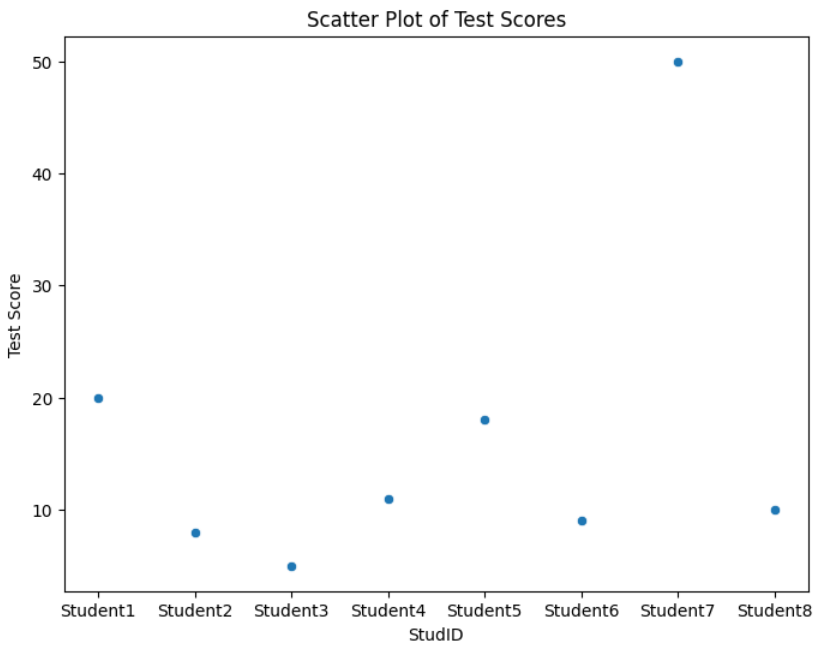 Scatter Plot of Test Scores
50
40
30
20
10
Test Score
Student1 Student2 Student3 Student4 Student5 Student6 Student7 Student8
StudID